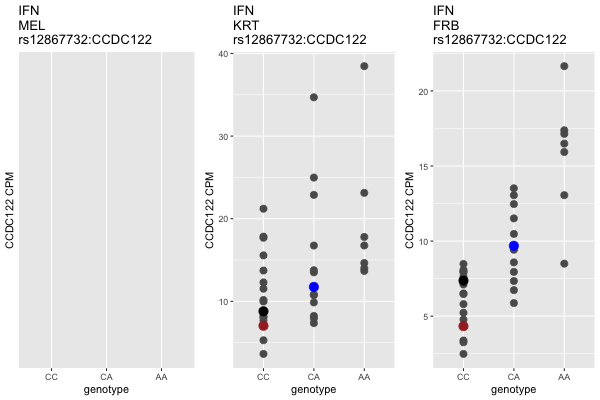 IFN
MEL
rs12867732:CCDC122
CCDC122 CPM
CC CA AA
genotype
IFN
KRT
rs12867732:CCDC122
40
30
20
10
CCDC122 CPM
CC CA AA
genotype
IFN
FRB
rs12867732:CCDC122
20
15
10
5
CCDC122 CPM
CC CA AA
genotype